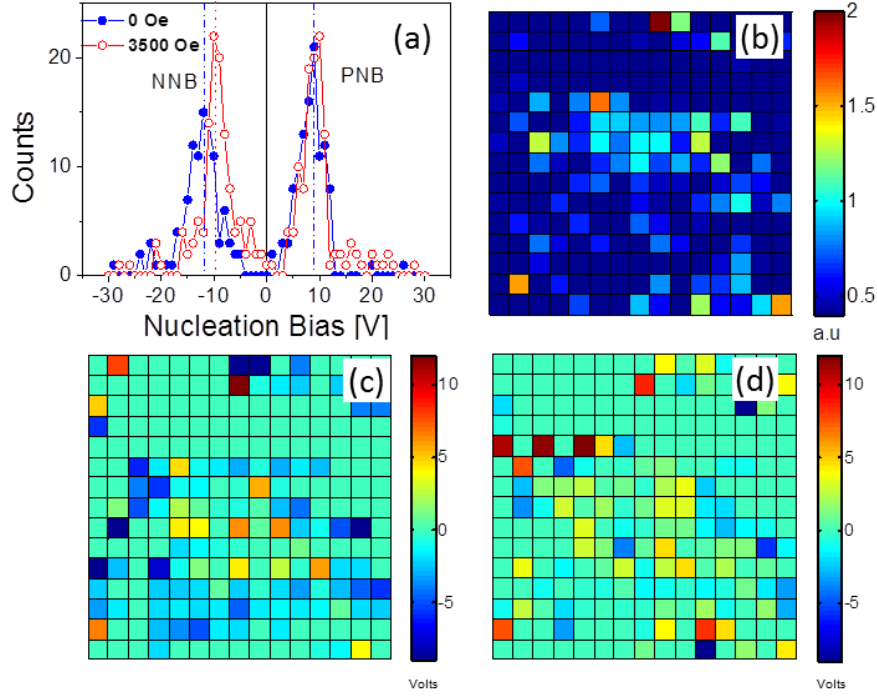 0 Oe
3500 Oe
(a)
NNB
PNB
Counts
20
10
0
-30 -20 -10 0 10 20 30
Nucleation Bias [V]
(b)
2
1.5
1
0.5
a.u
(c)
10
5
0
-5
Volts
(d)
10
5
0
-5
Volts